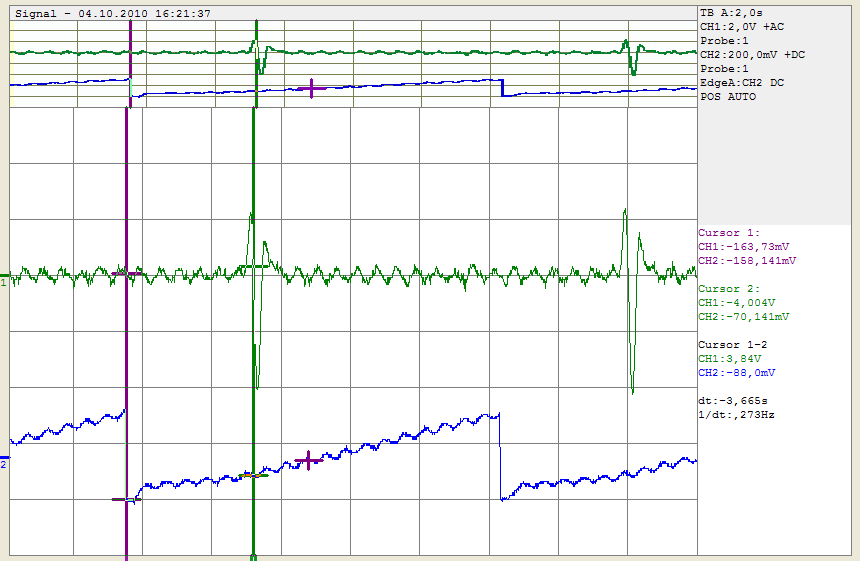 Signal - 04.10.2010 16:21:37
TB A:2,0s
CH1:2,0V +AC
Probe:1
CH2:200,0mV +DC
Probe:1
EdgeA:CH2 DC
POS AUTO
Cursor 1:
CH1:-163,73mV
CH2:-158,141mV
Cursor 2:
CH1:-4,004V
CH2:-70,141mV
Cursor 1-2
CH1:3,84V
CH2:-88,0mV
dt:-3,665s
1/dt:,273Hz
1
2